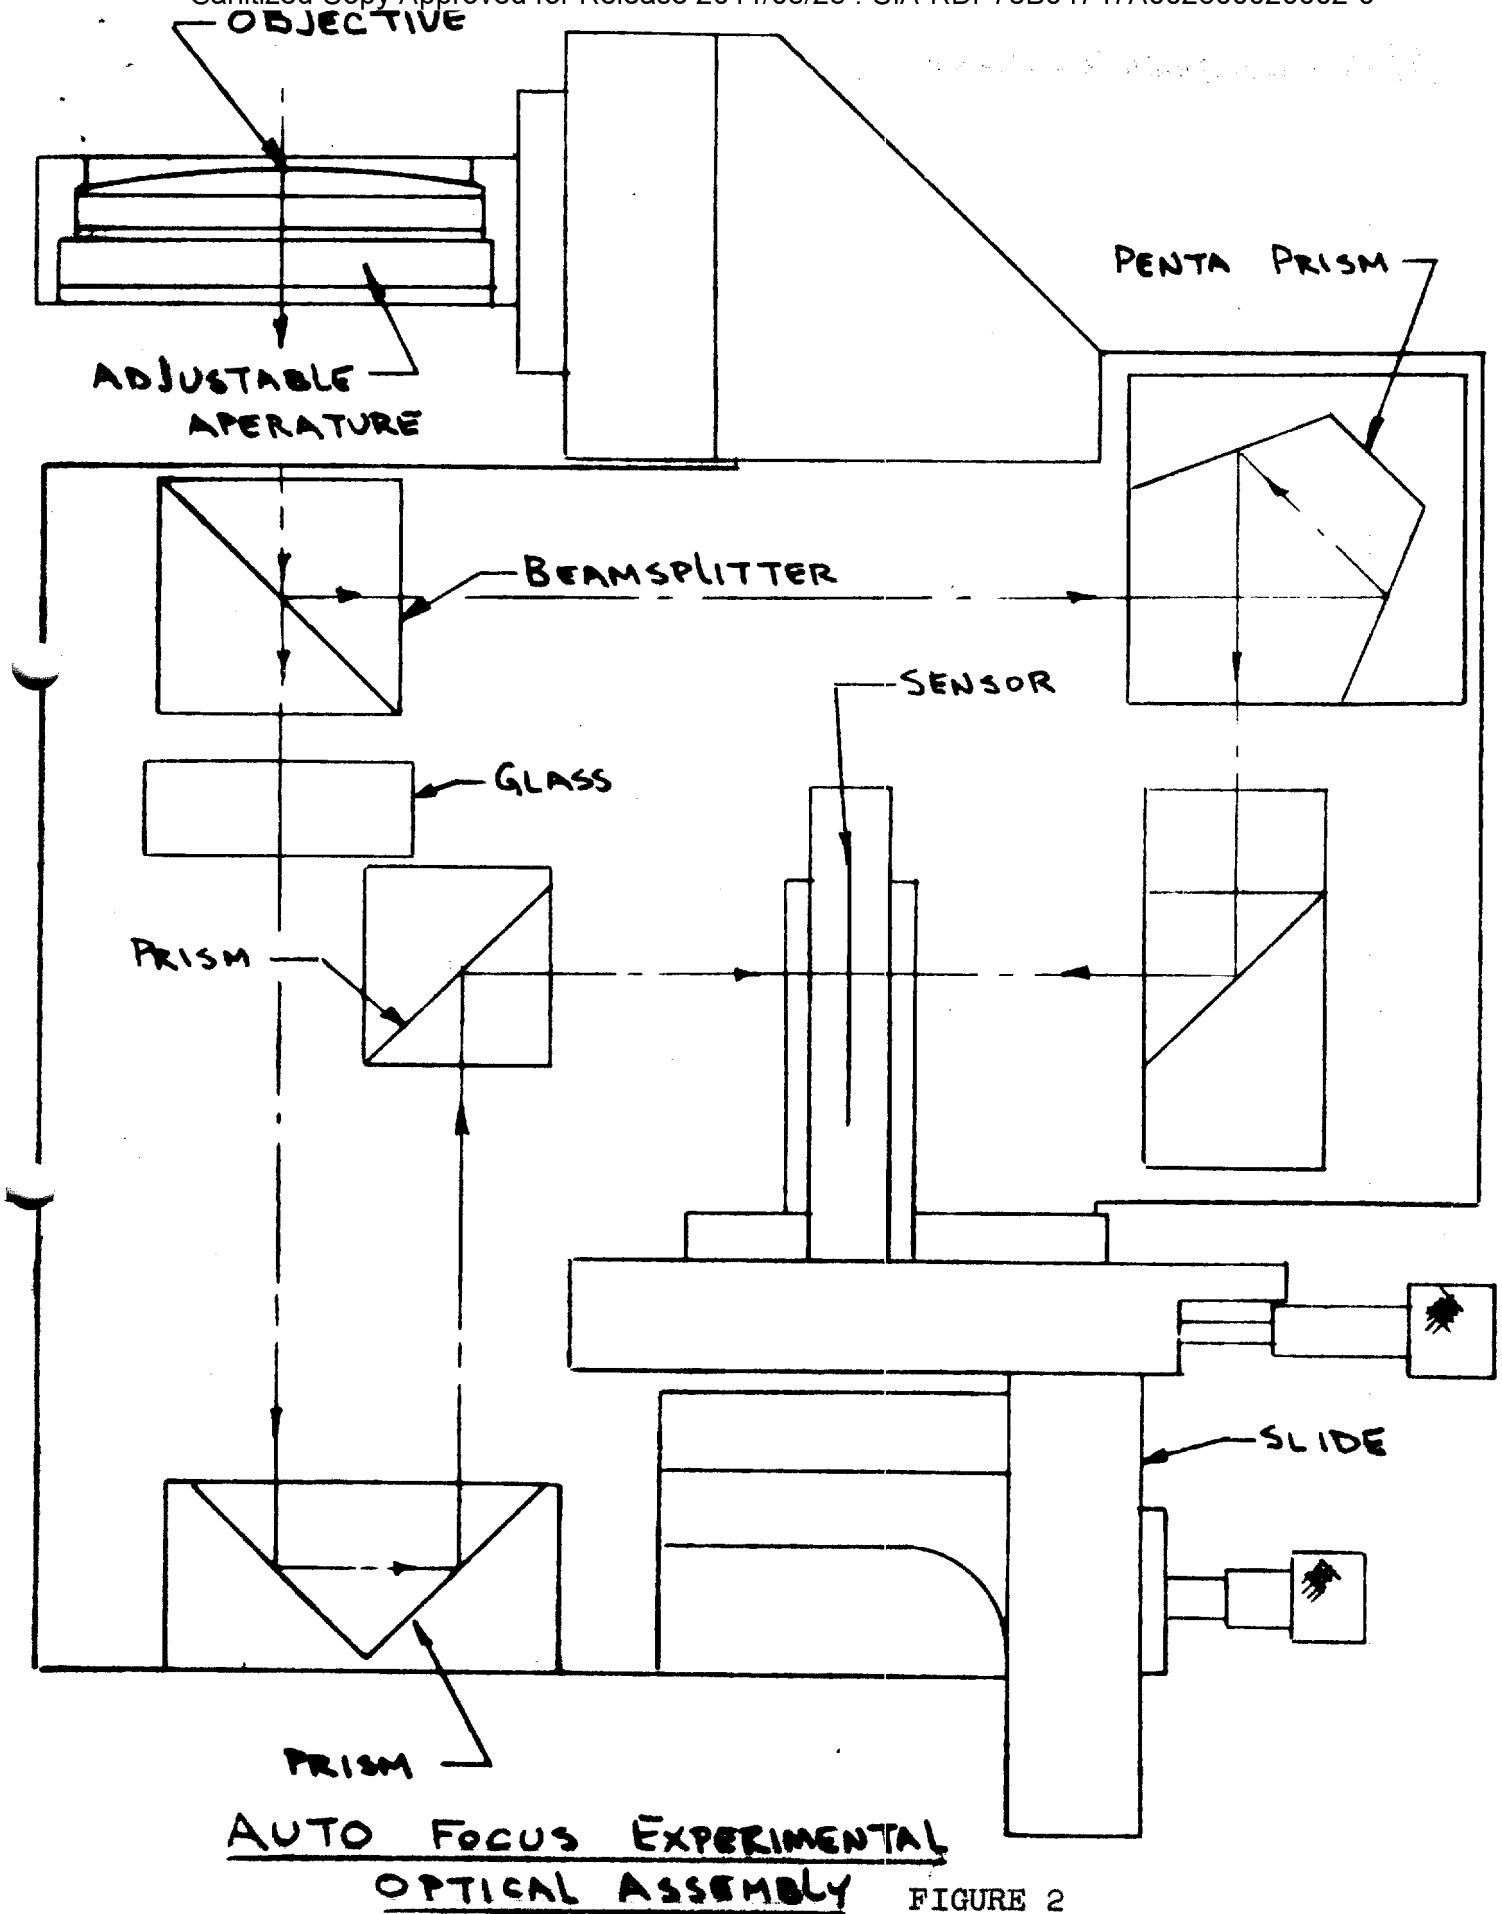 OBJECTIVE
PENTA PRISM
ADJUSTABLE
APERATURE
BEAMSPLITTER
SENSOR
GLASS
PRISM
SLIDE
PRISM
AUTO FOCUS EXPERIMENTAL
OPTICAL ASSEMBLY
FIGURE 2